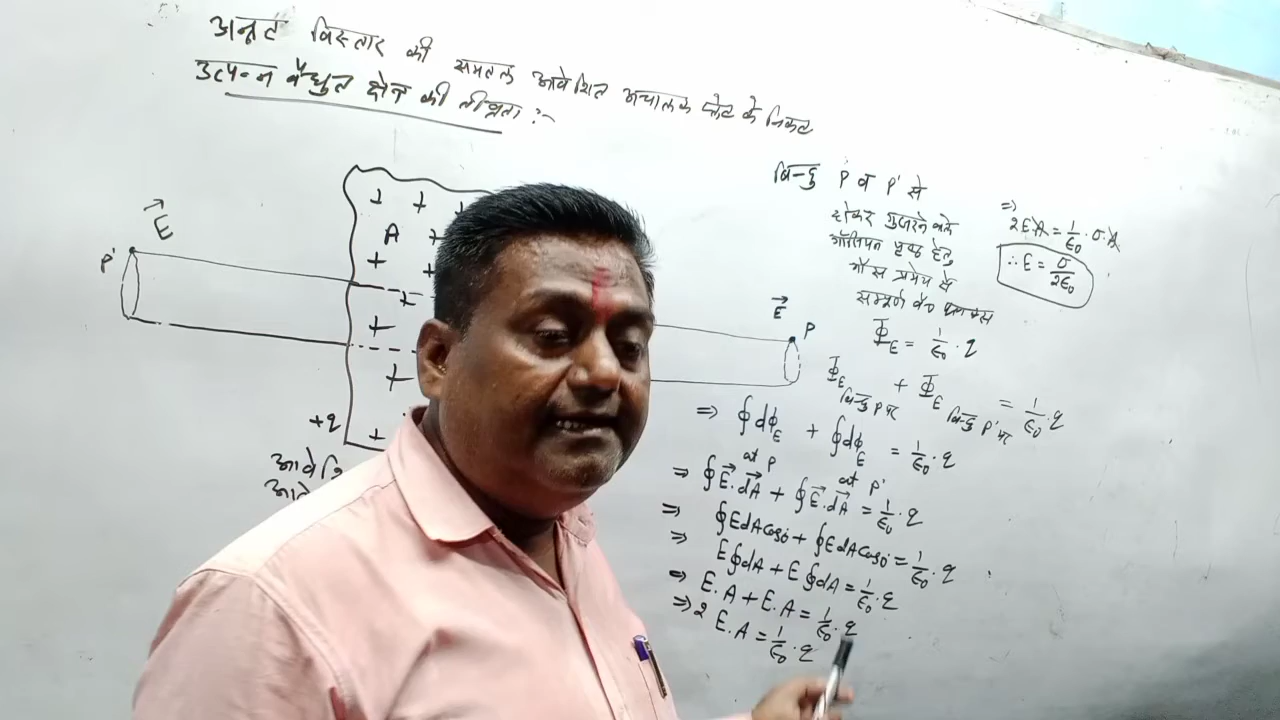 अनन्त विस्तार की समतल आवेशित अचालक प्लेट के निकट
उत्पन्न वैधुत क्षेत्र की तीव्रता :-
E⃗
P'
+ +
A +
+ +
+
+
+
+
+q
E⃗
P
बिन्दु P व P' से
होकर गुजरने वाले
गॉसियन पृष्ठ हेतु
गौस प्रमेय से
सम्पूर्ण वै०
Φ_E = 1/ε₀ · q
Φ_E बिन्दु P पर + Φ_E बिन्दु P' पर = 1/ε₀ · q
⇒ ∮dϕ_E at P + ∮dϕ_E at P' = 1/ε₀ · q
⇒ ∮E⃗.dA⃗ + ∮E⃗.dA⃗ = 1/ε₀ · q
⇒ ∮EdAcos0 + ∮EdAcos0 = 1/ε₀ · q
⇒ E∮dA + E∮dA = 1/ε₀ · q
⇒ E.A + E.A = 1/ε₀ · q
⇒ 2 E.A = 1/ε₀ · q
⇒
2EA = 1/ε₀ · σ.A
∴ E = σ/2ε₀